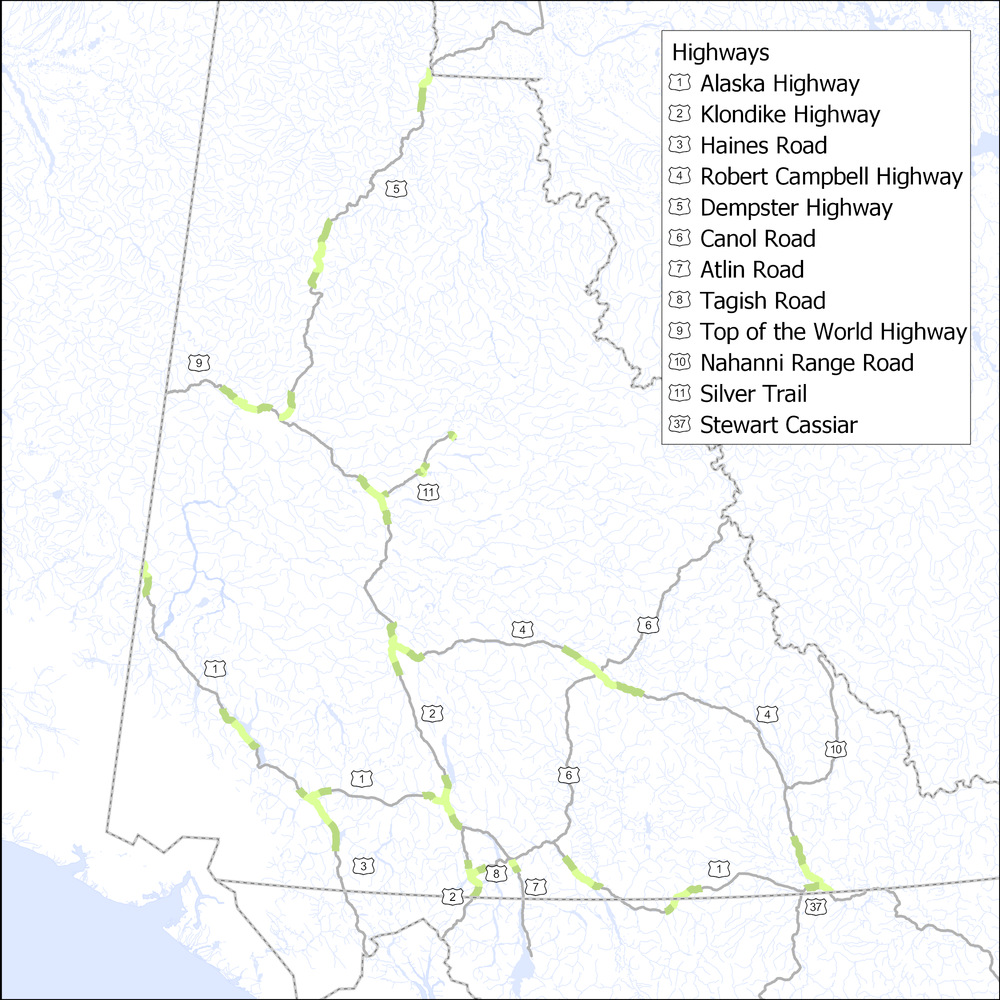 Highways
1 Alaska Highway
2 Klondike Highway
3 Haines Road
4 Robert Campbell Highway
5 Dempster Highway
6 Canol Road
7 Atlin Road
8 Tagish Road
9 Top of the World Highway
10 Nahanni Range Road
11 Silver Trail
37 Stewart Cassiar
5
9
11
6
4
1
2
4
10
6
1
3
8
1
7
2
37